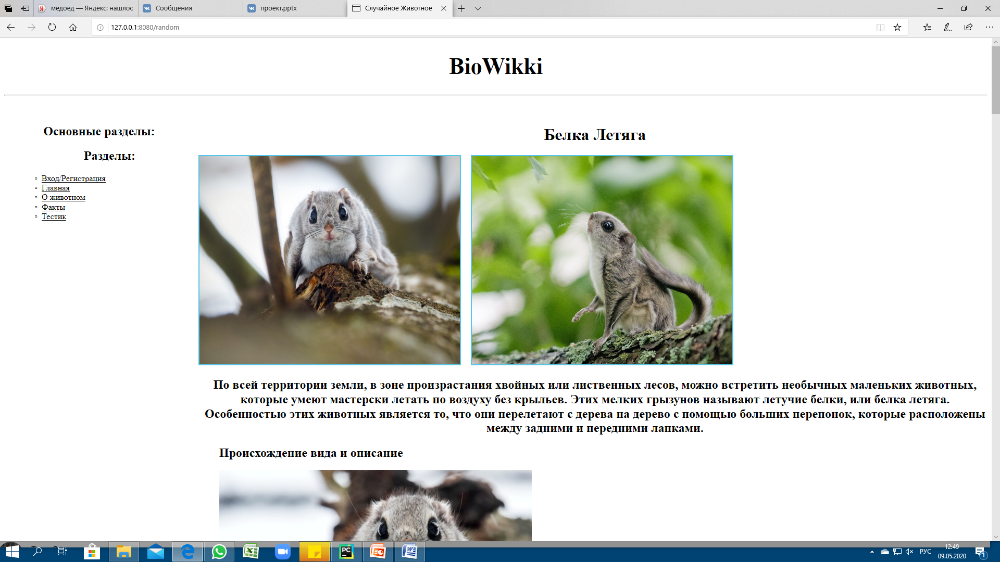 медоед — Яндекс: нашлос
Сообщения
проект.pptx
Случайное Животное
127.0.0.1:8080/random
BioWikki
Основные разделы:
Разделы:
Вход/Регистрация
Главная
О животном
Факты
Тестик
Белка Летяга
По всей территории земли, в зоне произрастания хвойных или лиственных лесов, можно встретить необычных маленьких животных,
которые умеют мастерски летать по воздуху без крыльев. Этих мелких грызунов называют летучие белки, или белка летяга.
Особенностью этих животных является то, что они перелетают с дерева на дерево с помощью больших перепонок, которые расположены
между задними и передними лапками.
Происхождение вида и описание
РУС
12:49
09.05.2020
1